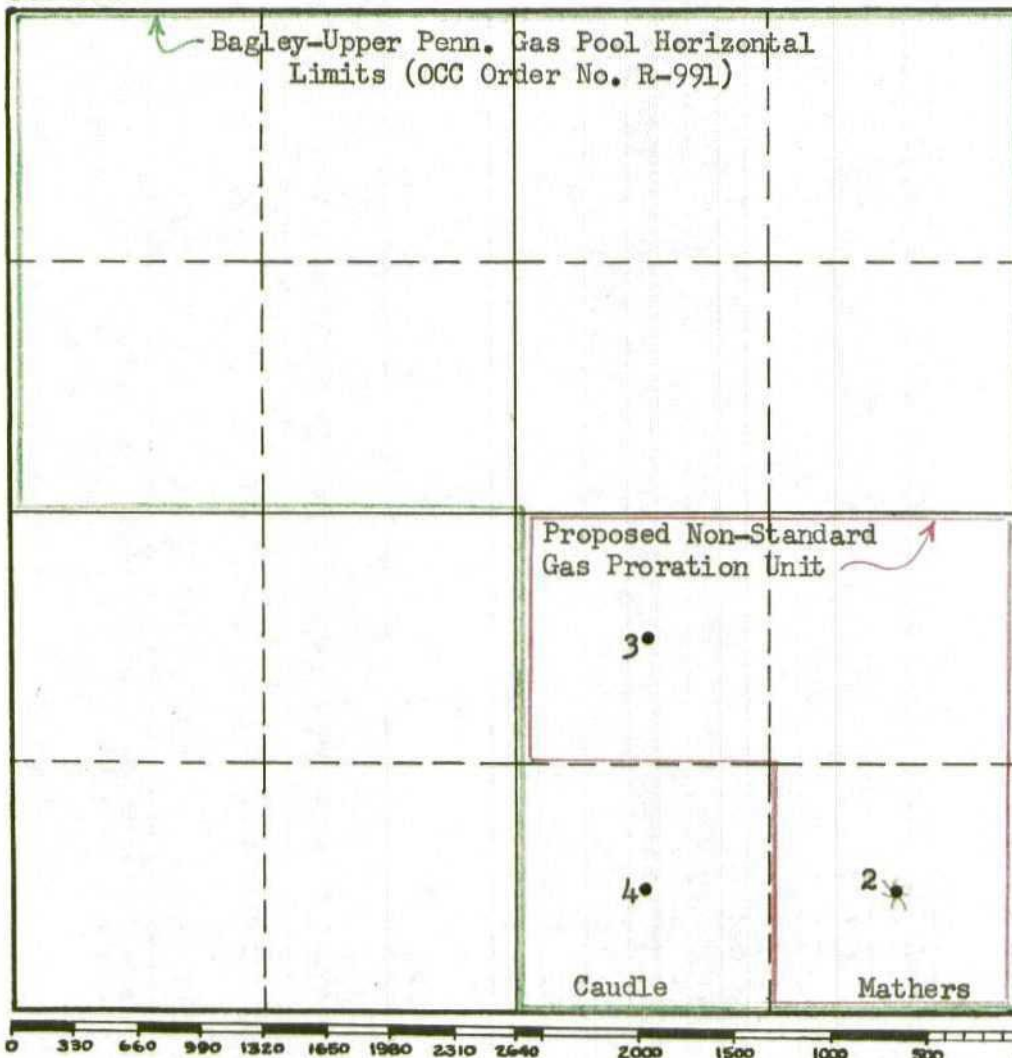 Bagley-Upper Penn. Gas Pool Horizontal
Limits (OCC Order No. R-991)
Proposed Non-Standard
Gas Proration Unit
3
4
2
Caudle
Mathers
0 330 660 990 1320 1650 1980 2310 2640 2000 1500 1000 500